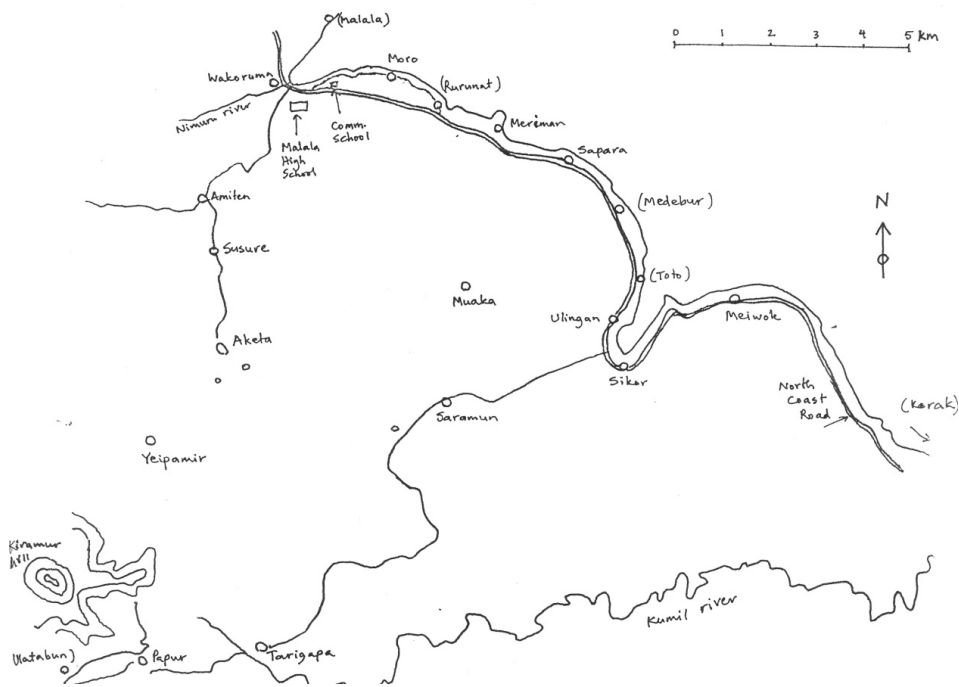 (Malala)
0 1 2 3 4 5 km
Moro
Wakoruma
(Rurunat)
Nimuru river
Comm.
School
Malala
High
School
Mereman
Sapara
Amiten
(Medebur)
N
Susure
(Toto)
Muaka
Ulingan
Meiwok
Aketa
Sikor
North
Coast
Road
(Korak)
Saramun
Yeipamir
Kiramur
hill
Kumil river
Tarigapa
Papur